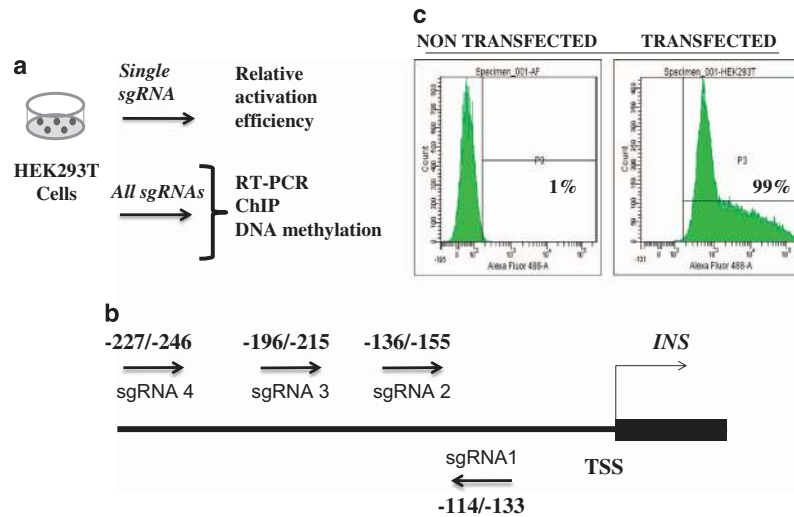 a
Single
sgRNA
Relative
activation
efficiency
HEK293T
Cells
All sgRNAs
RT-PCR
ChIP
DNA methylation
c
NON TRANSFECTED
TRANSFECTED
Specimen_001-AF
Count
P3
1%
Alexa Fluor 488-A
Specimen_001-HEK293T
Count
P3
99%
Alexa Fluor 488-A
b
-227/-246
-196/-215
-136/-155
INS
sgRNA 4
sgRNA 3
sgRNA 2
sgRNA1
TSS
-114/-133